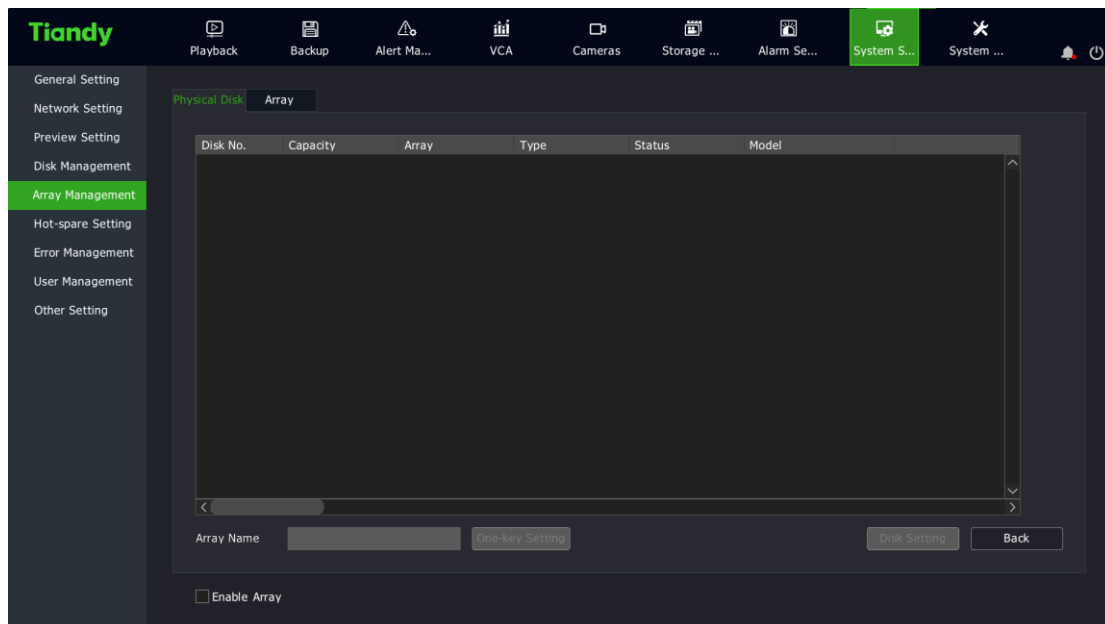 Tiandy
Playback
Backup
Alert Ma...
VCA
Cameras
Storage ...
Alarm Se...
System S...
System ...
General Setting
Network Setting
Preview Setting
Disk Management
Array Management
Hot-spare Setting
Error Management
User Management
Other Setting
Physical Disk Array
Disk No. Capacity Array Type Status Model
Array Name One-key Setting Disk Setting Back
Enable Array